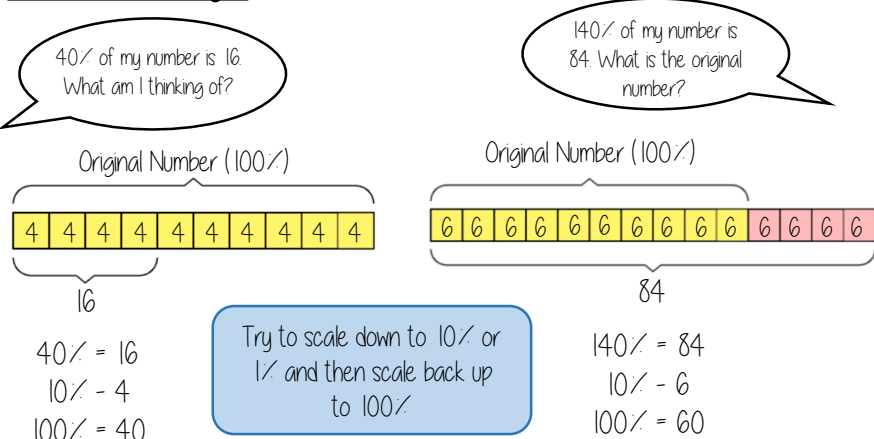 40% of my number is 16.
What am I thinking of?
140% of my number is
84. What is the original
number?
Original Number (100%)
Original Number (100%)
4 4 4 4 4 4 4 4 4 4
6 6 6 6 6 6 6 6 6 6 6 6 6 6
16
84
40% = 16
10% - 4
100% = 40
Try to scale down to 10% or
1% and then scale back up
to 100%
140% = 84
10% - 6
100% = 60